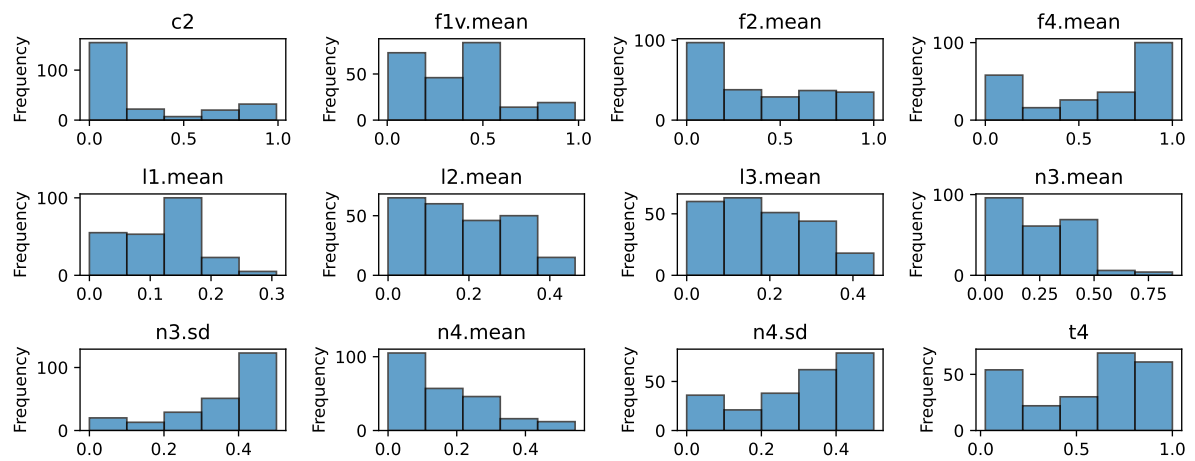 c2
Frequency
100
0
0.0 0.5 1.0
f1v.mean
Frequency
50
0
0.0 0.5 1.0
f2.mean
Frequency
100
0
0.0 0.5 1.0
f4.mean
Frequency
100
0
0.0 0.5 1.0
l1.mean
Frequency
100
0
0.0 0.1 0.2 0.3
l2.mean
Frequency
50
0
0.0 0.2 0.4
l3.mean
Frequency
50
0
0.0 0.2 0.4
n3.mean
Frequency
100
0
0.00 0.25 0.50 0.75
n3.sd
Frequency
100
0
0.0 0.2 0.4
n4.mean
Frequency
100
0
0.0 0.2 0.4
n4.sd
Frequency
50
0
0.0 0.2 0.4
t4
Frequency
50
0
0.0 0.5 1.0